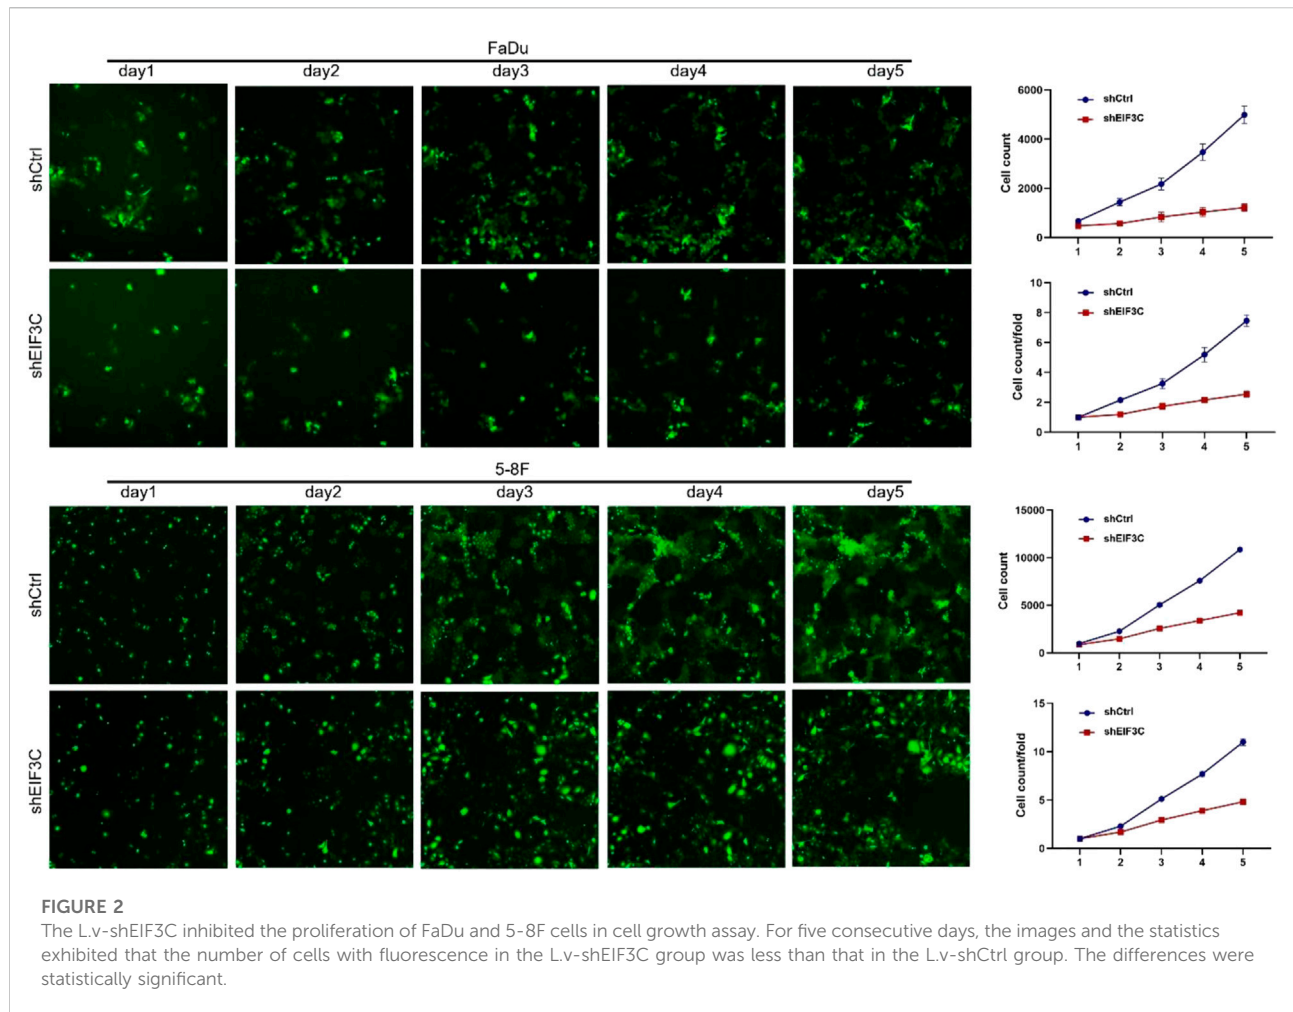 FaDu
day1 day2 day3 day4 day5
shCtrl
shEIF3C
6000
4000
2000
0
Cell count
shCtrl
shEIF3C
1 2 3 4 5
10
8
6
4
2
0
Cell count/fold
shCtrl
shEIF3C
1 2 3 4 5
5-8F
day1 day2 day3 day4 day5
shCtrl
shEIF3C
15000
10000
5000
0
Cell count
shCtrl
shEIF3C
1 2 3 4 5
15
10
5
0
Cell count/fold
shCtrl
shEIF3C
1 2 3 4 5
FIGURE 2
The L.v-shEIF3C inhibited the proliferation of FaDu and 5-8F cells in cell growth assay. For five consecutive days, the images and the statistics
exhibited that the number of cells with fluorescence in the L.v-shEIF3C group was less than that in the L.v-shCtrl group. The differences were
statistically significant.